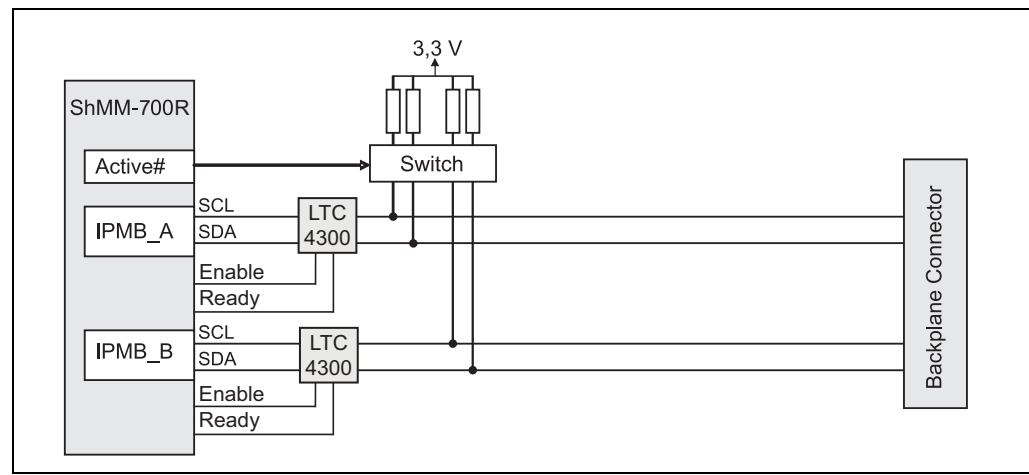 3,3 V
ShMM-700R
Active#
Switch
IPMB_A
SCL
SDA
LTC
4300
Enable
Ready
IPMB_B
SCL
SDA
LTC
4300
Enable
Ready
Backplane Connector